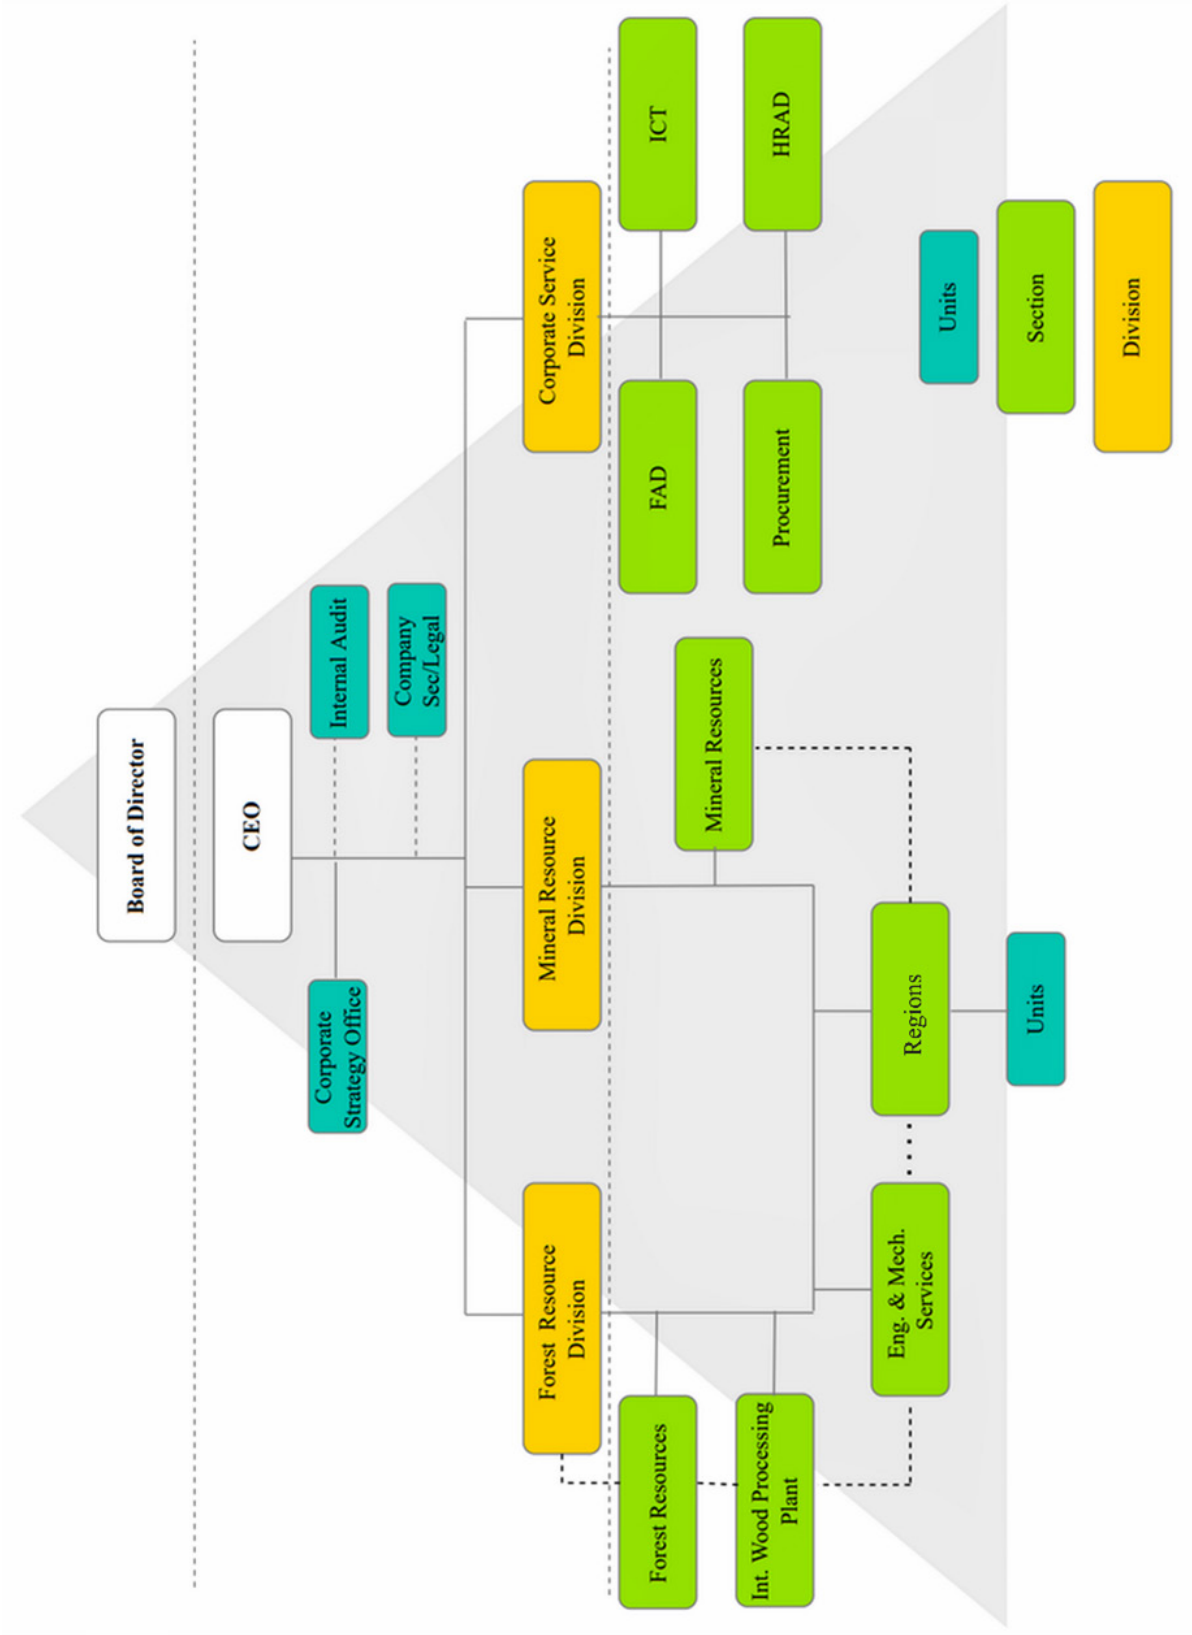 Board of Director
CEO
Corporate
Strategy Office
Internal Audit
Company
Sec/Legal
Forest Resource
Division
Mineral Resource
Division
Corporate Service
Division
Forest Resources
FAD
ICT
Mineral Resources
Int. Wood Processing
Plant
Procurement
HRAD
Eng. & Mech.
Services
Regions
Units
Units
Section
Division